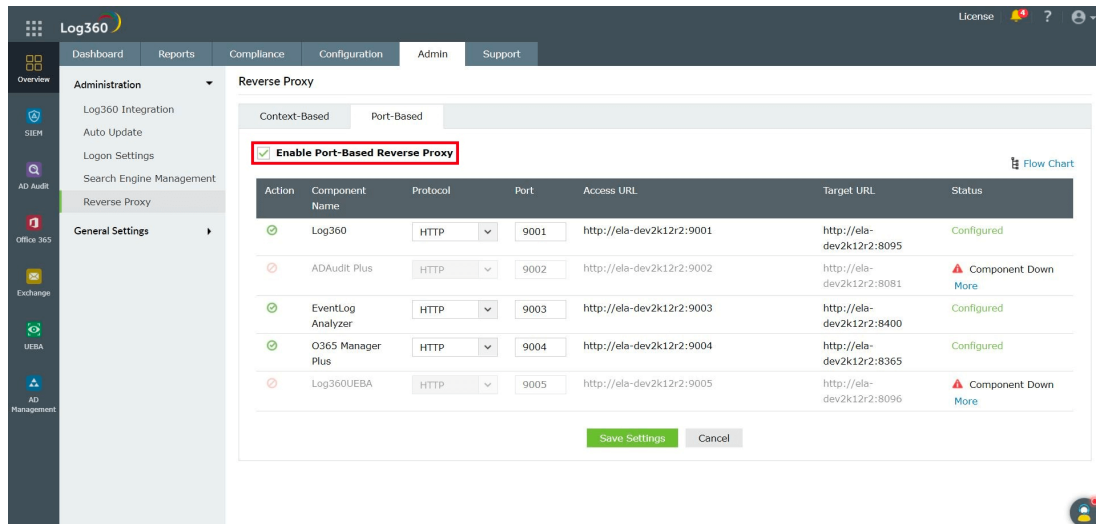 License 4 ?
Log360
Dashboard Reports Compliance Configuration Admin Support
Overview
SIEM
AD Audit
Office 365
Exchange
UEBA
AD
Management
Administration
Log360 Integration
Auto Update
Logon Settings
Search Engine Management
Reverse Proxy
General Settings
Reverse Proxy
Context-Based Port-Based
Enable Port-Based Reverse Proxy
Flow Chart
Action Component Name Protocol Port Access URL Target URL Status
Log360 HTTP 9001 http://ela-dev2k12r2:9001 http://ela- Configured
dev2k12r2:8095
ADAudit Plus HTTP 9002 http://ela-dev2k12r2:9002 http://ela- Component Down
dev2k12r2:8081 More
EventLog HTTP 9003 http://ela-dev2k12r2:9003 http://ela- Configured
Analyzer dev2k12r2:8400
O365 Manager HTTP 9004 http://ela-dev2k12r2:9004 http://ela- Configured
Plus dev2k12r2:8365
Log360UEBA HTTP 9005 http://ela-dev2k12r2:9005 http://ela- Component Down
dev2k12r2:8096 More
Save Settings Cancel